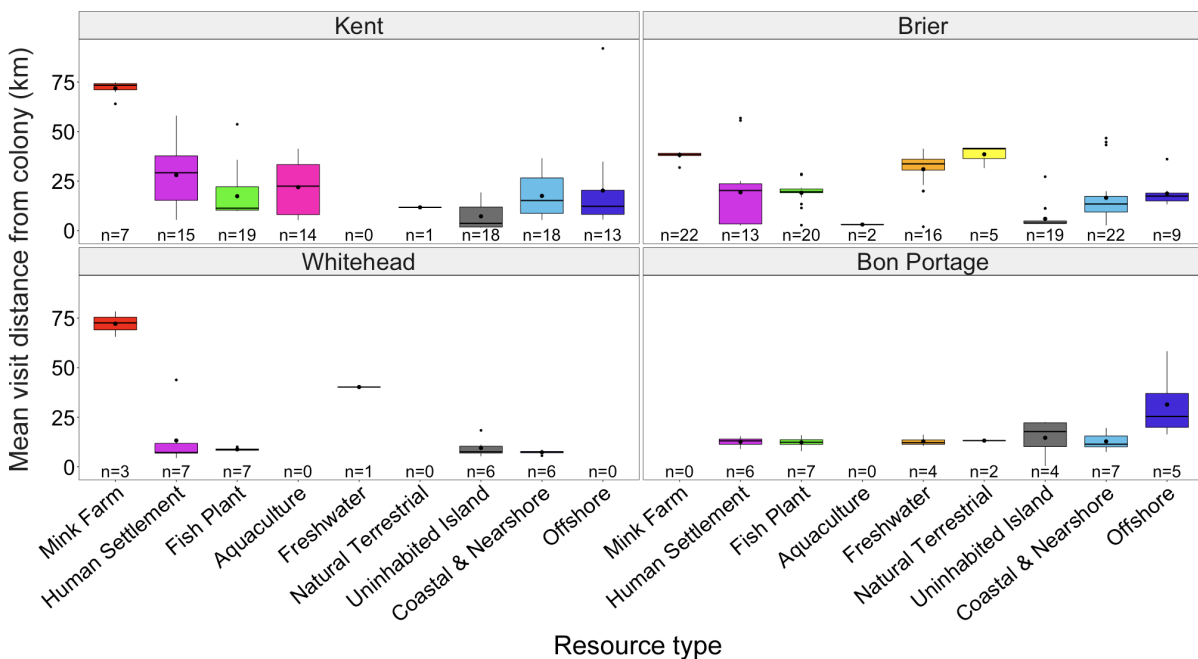 Kent
Brier
Mean visit distance from colony (km)
75
50
25
0
n=7 n=15 n=19 n=14 n=0 n=1 n=18 n=18 n=13
n=22 n=13 n=20 n=2 n=16 n=5 n=19 n=22 n=9
Whitehead
Bon Portage
75
50
25
0
n=3 n=7 n=7 n=0 n=1 n=0 n=6 n=6 n=0
n=0 n=6 n=7 n=0 n=4 n=2 n=4 n=7 n=5
Mink Farm
Human Settlement
Fish Plant
Aquaculture
Freshwater
Natural Terrestrial
Uninhabited Island
Coastal & Nearshore
Offshore
Mink Farm
Human Settlement
Fish Plant
Aquaculture
Freshwater
Natural Terrestrial
Uninhabited Island
Coastal & Nearshore
Offshore
Resource type